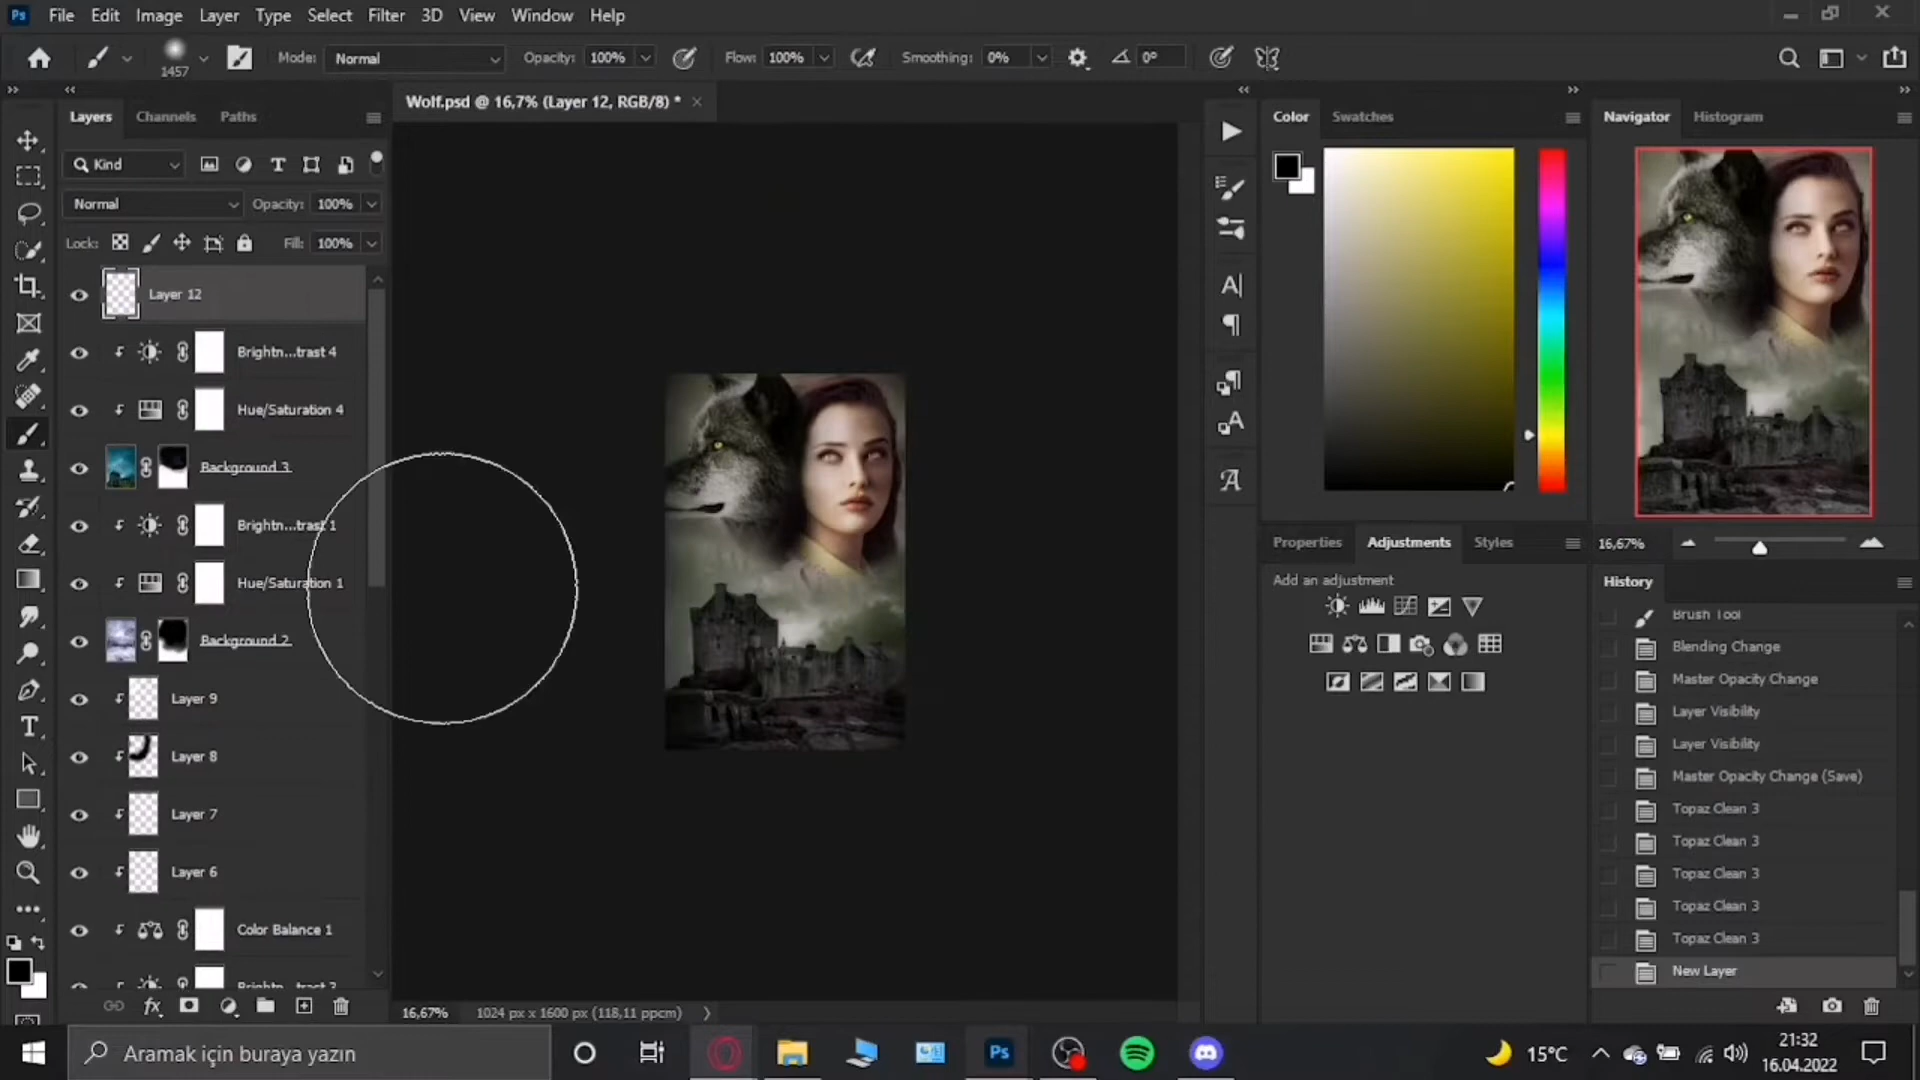 Ps File Edit Image Layer Type Select Filter 3D View Window Help
1457 Mode: Normal Opacity: 100% Flow: 100% Smoothing: 0% 0°
Layers Channels Paths
Wolf.psd @ 16,7% (Layer 12, RGB/8) *
Color Swatches
Navigator Histogram
Kind
Normal Opacity: 100%
Lock: Fill: 100%
Layer 12
Brightn...trast 4
Hue/Saturation 4
Background 3
Brightn...trast 1
Hue/Saturation 1
Background 2
Layer 9
Layer 8
Layer 7
Layer 6
Color Balance 1
Brightn...trast 2
fx
16,67% 1024 px x 1600 px (118,11 ppcm)
Properties Adjustments Styles
Add an adjustment
16,67%
History
Brush Tool
Blending Change
Master Opacity Change
Layer Visibility
Layer Visibility
Master Opacity Change (Save)
Topaz Clean 3
Topaz Clean 3
Topaz Clean 3
Topaz Clean 3
Topaz Clean 3
New Layer
Aramak için buraya yazın
Ps
15°C
21:32
16.04.2022